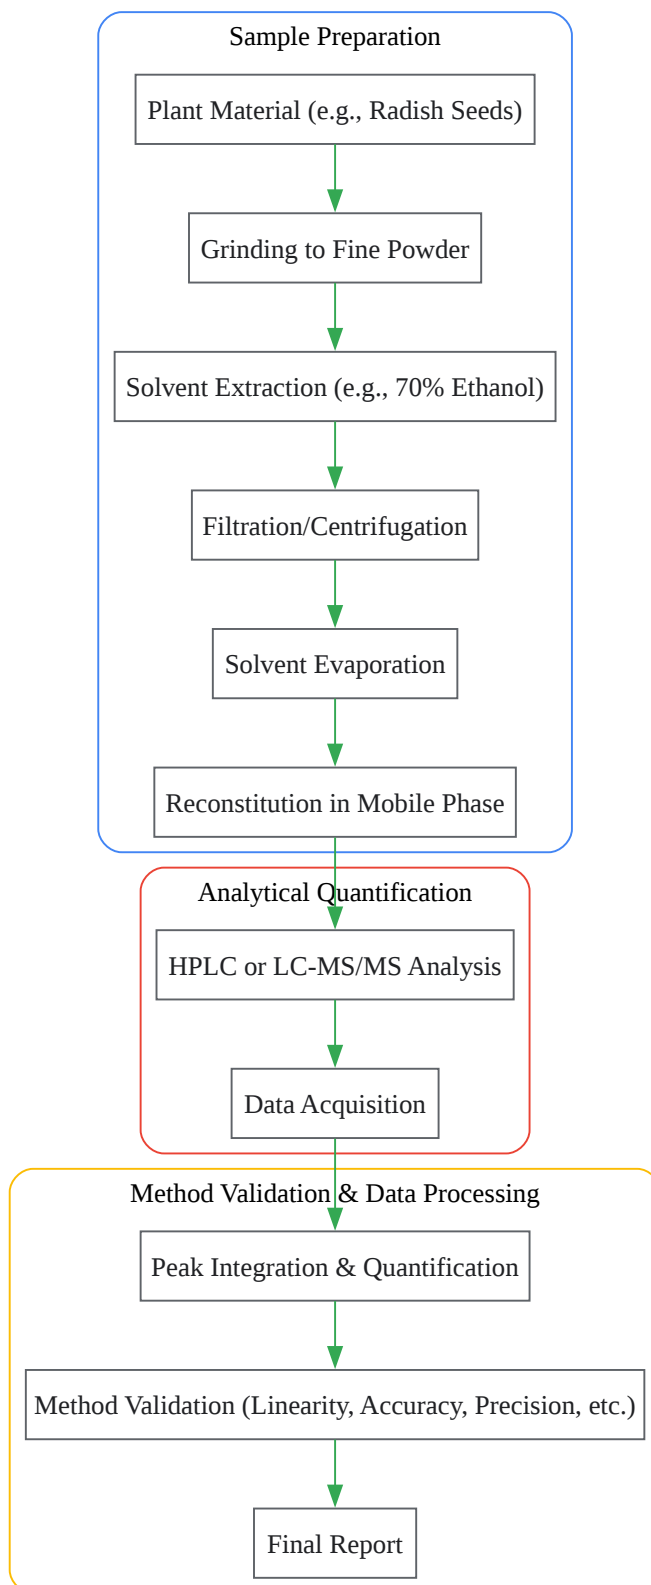 Sample Preparation
Plant Material (e.g., Radish Seeds)
Grinding to Fine Powder
Solvent Extraction (e.g., 70% Ethanol)
Filtration/Centrifugation
Solvent Evaporation
Reconstitution in Mobile Phase
Analytical Quantification
HPLC or LC-MS/MS Analysis
Data Acquisition
Method Validation & Data Processing
Peak Integration & Quantification
Method Validation (Linearity, Accuracy, Precision, etc.)
Final Report